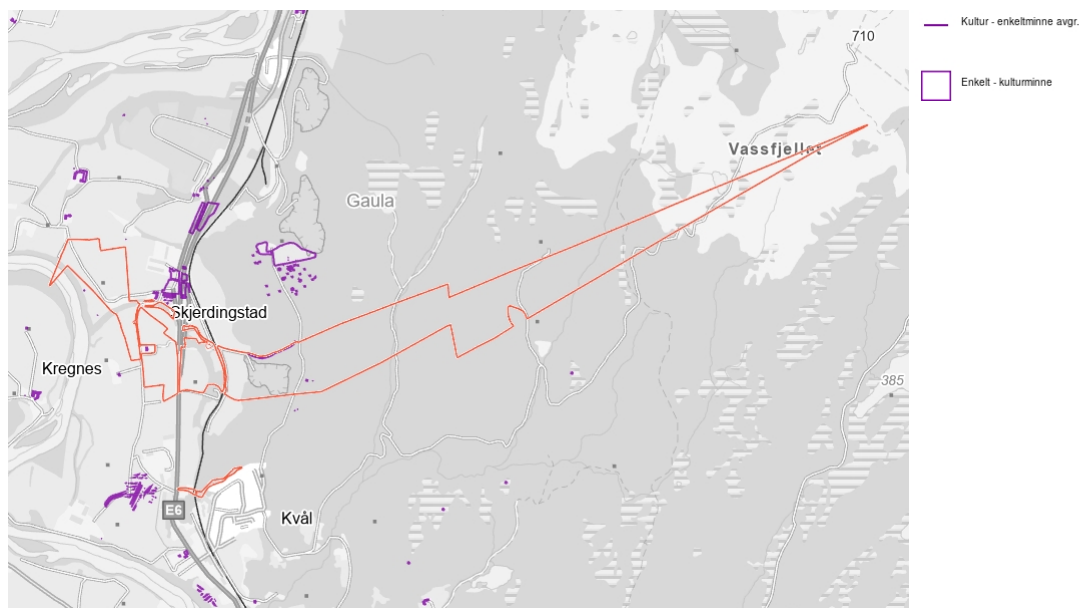 710
Kultur - enkeltminne avgr.
Enkelt - kulturminne
Vassfjellet
Gaula
Skjerdingstad
Kregnes
385
E6
Kvål